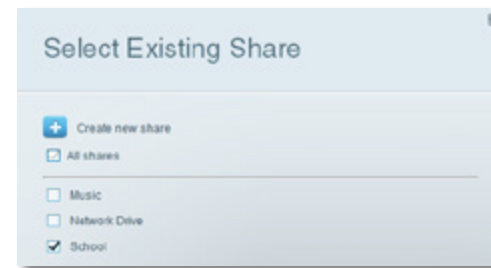 Select Existing Share
Create new share
All shares
Music
Network Drive
School